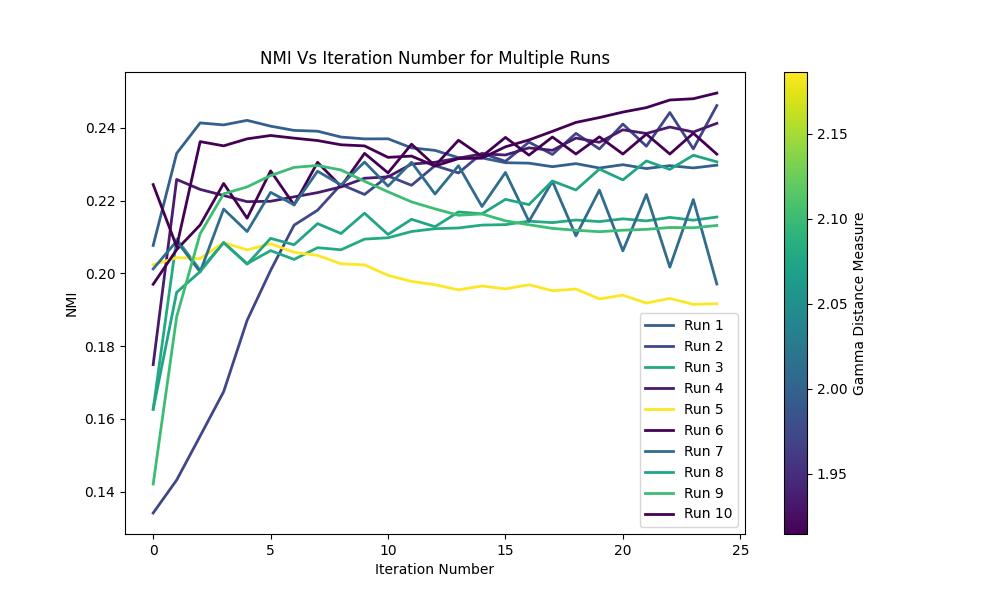 NMI Vs Iteration Number for Multiple Runs
NMI
0.24
0.22
0.20
0.18
0.16
0.14
0
5
10
15
20
25
Iteration Number
Run 1
Run 2
Run 3
Run 4
Run 5
Run 6
Run 7
Run 8
Run 9
Run 10
2.15
2.10
2.05
2.00
1.95
Gamma Distance Measure